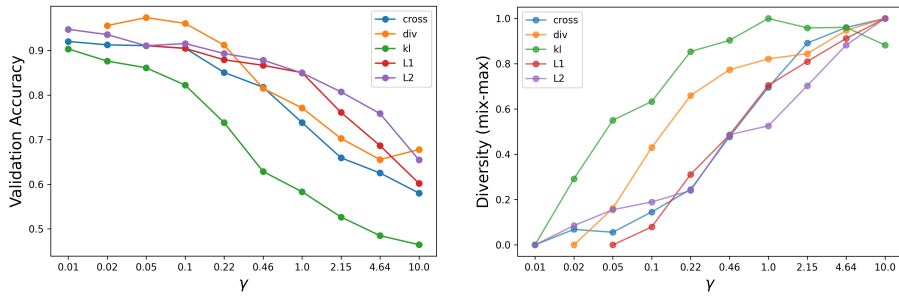 Validation Accuracy
0.9
0.8
0.7
0.6
0.5
cross
div
kl
L1
L2
0.01 0.02 0.05 0.1 0.22 0.46 1.0 2.15 4.64 10.0
γ
Diversity (mix-max)
1.0
0.8
0.6
0.4
0.2
0.0
cross
div
kl
L1
L2
0.01 0.02 0.05 0.1 0.22 0.46 1.0 2.15 4.64 10.0
γ